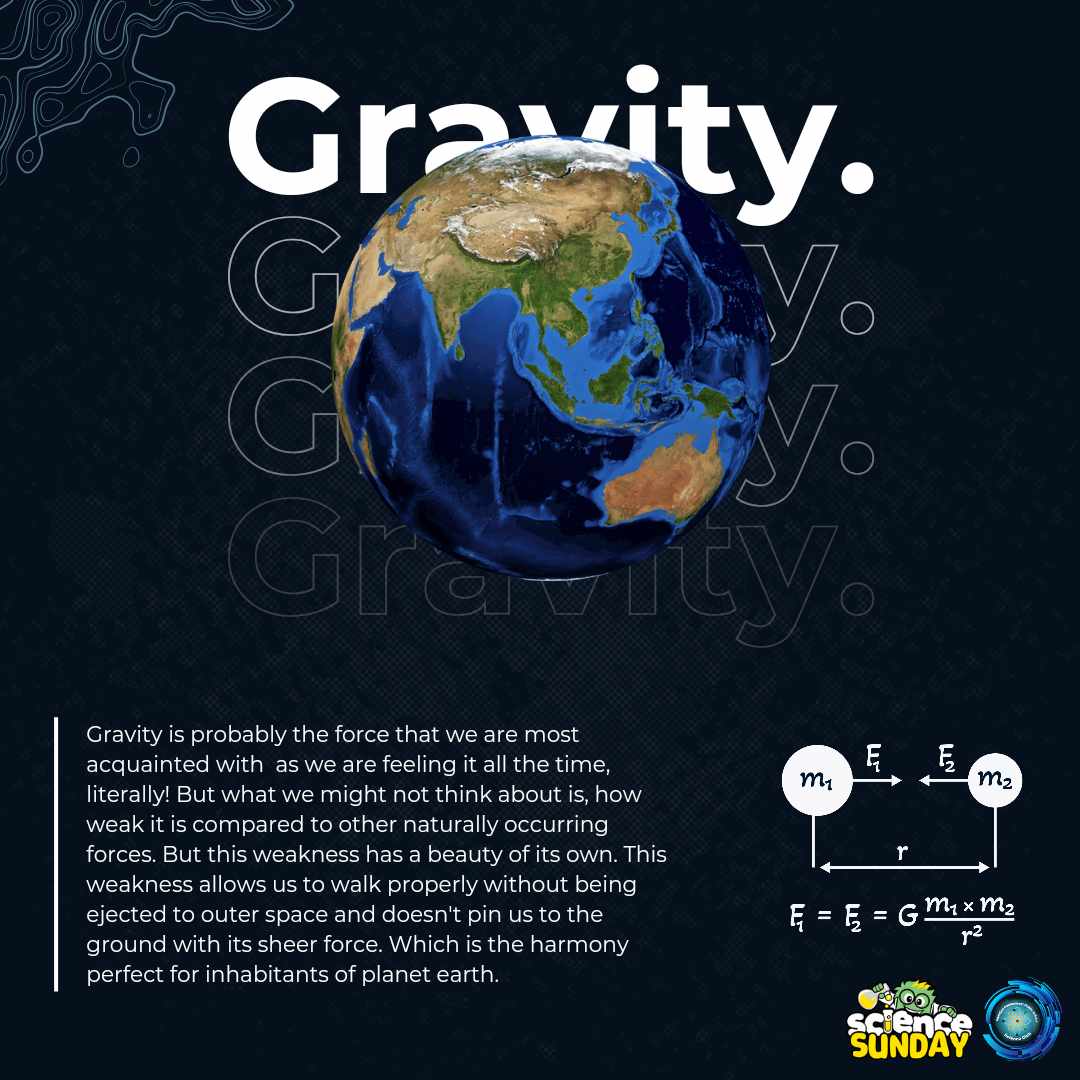 Gravity.
Gravity.
Gravity.
Gravity.
Gravity is probably the force that we are most
acquainted with  as we are feeling it all the time,
literally! But what we might not think about is, how
weak it is compared to other naturally occurring
forces. But this weakness has a beauty of its own. This
weakness allows us to walk properly without being
ejected to outer space and doesn't pin us to the
ground with its sheer force. Which is the harmony
perfect for inhabitants of planet earth.
F₁ F₂
m₁ m₂
r
F₁ = F₂ = G m₁ × m₂ / r²
science
SUNDAY